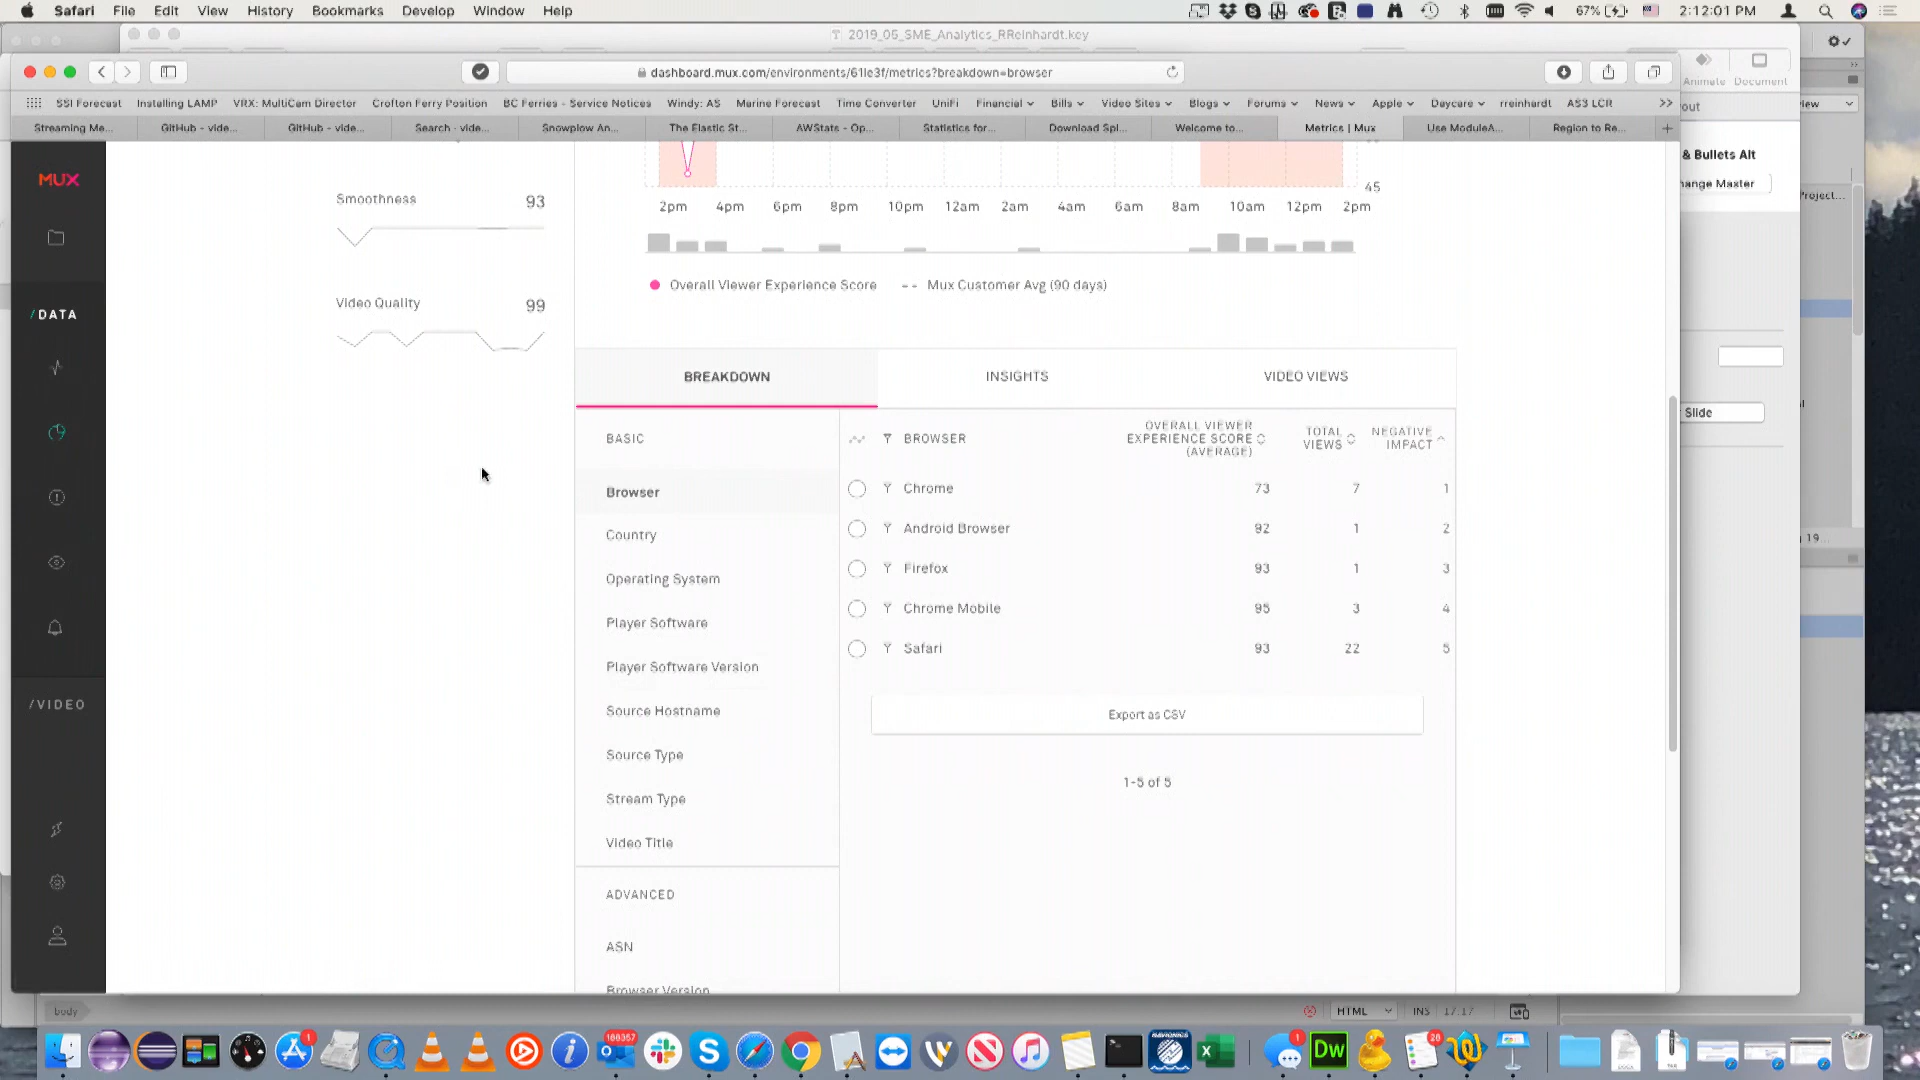 Safari File Edit View History Bookmarks Develop Window Help
67% 2:12:01 PM
2019_05_SME_Analytics_RReinhardt.key
dashboard.mux.com/environments/61le3f/metrics?breakdown=browser
Animate Document
SSI Forecast Installing LAMP VRX: MultiCam Director Crofton Ferry Position BC Ferries - Service Notices Windy: AS Marine Forecast Time Converter UniFi Financial Bills Video Sites Blogs Forums News Apple Daycare rreinhardt AS3 LCR
Streaming Me... GitHub - vide... GitHub - vide... Search · vide... Snowplow An... The Elastic St... AWStats - Op... Statistics for... Download Spl... Welcome to... Metrics | Mux Use ModuleA... Region to Re...
& Bullets Alt
hange Master
Project...
Slide
MUX
/DATA
/VIDEO
Smoothness 93
Video Quality 99
45
2pm 4pm 6pm 8pm 10pm 12am 2am 4am 6am 8am 10am 12pm 2pm
Overall Viewer Experience Score -- Mux Customer Avg (90 days)
BREAKDOWN INSIGHTS VIDEO VIEWS
BASIC
Browser
Country
Operating System
Player Software
Player Software Version
Source Hostname
Source Type
Stream Type
Video Title
ADVANCED
ASN
Browser Version
BROWSER OVERALL VIEWER EXPERIENCE SCORE (AVERAGE) TOTAL VIEWS NEGATIVE IMPACT
Chrome 73 7 1
Android Browser 92 1 2
Firefox 93 1 3
Chrome Mobile 95 3 4
Safari 93 22 5
Export as CSV
1-5 of 5
body HTML INS 17:17
Dw